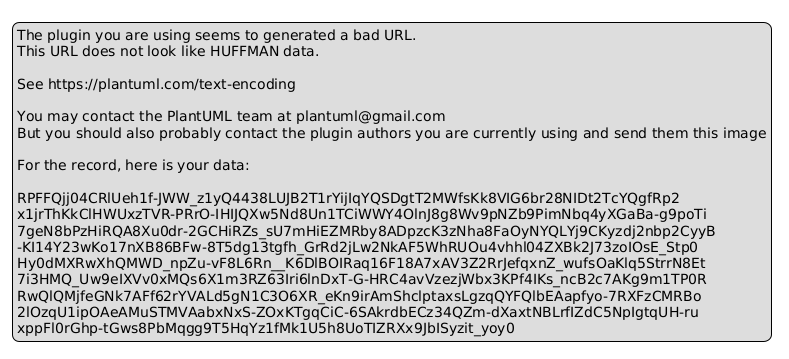 The plugin you are using seems to generated a bad URL.
This URL does not look like HUFFMAN data.
See https://plantuml.com/text-encoding
You may contact the PlantUML team at plantuml@gmail.com
But you should also probably contact the plugin authors you are currently using and send them this image
For the record, here is your data:
RPFFQjj04CRlUeh1f-JWW_z1yQ4438LUJB2T1rYijIqYQSDgtT2MWfsKk8VIG6br28NIDt2TcYQgfRp2
x1jrThKkClHWUxzTVR-PRrO-IHIJQXw5Nd8Un1TCiWWY4OlnJ8g8Wv9pNZb9PimNbq4yXGaBa-g9poTi
7geN8bPzHiRQA8Xu0dr-2GCHiRZs_sU7mHiEZMRby8ADpzcK3zNha8FaOyNYQLYj9CKyzdj2nbp2CyyB
-KI14Y23wKo17nXB86BFw-8T5dg13tgfh_GrRd2jLw2NkAF5WhRUOu4vhhl04ZXBk2J73zoIOsE_Stp0
Hy0dMXRwXhQMWD_npZu-vF8L6Rn__K6DlBOIRaq16F18A7xAV3Z2RrJefqxnZ_wufsOaKlq5StrrN8Et
7i3HMQ_Uw9eIXVv0xMQs6X1m3RZ63lri6lnDxT-G-HRC4avVzezjWbx3KPf4IKs_ncB2c7AKg9m1TP0R
RwQlQMjfeGNk7AFf62rYVALd5gN1C3O6XR_eKn9irAmShclptaxsLgzqQYFQlbEAapfyo-7RXFzCMRBo
2lOzqU1ipOAeAMuSTMVAabxNxS-ZOxKTgqCiC-6SAkrdbECz34QZm-dXaxtNBLrfIZdC5NpIgtqUH-ru
xppFl0rGhp-tGws8PbMqgg9T5HqYz1fMk1U5h8UoTIZRXx9JbISyzit_yoy0